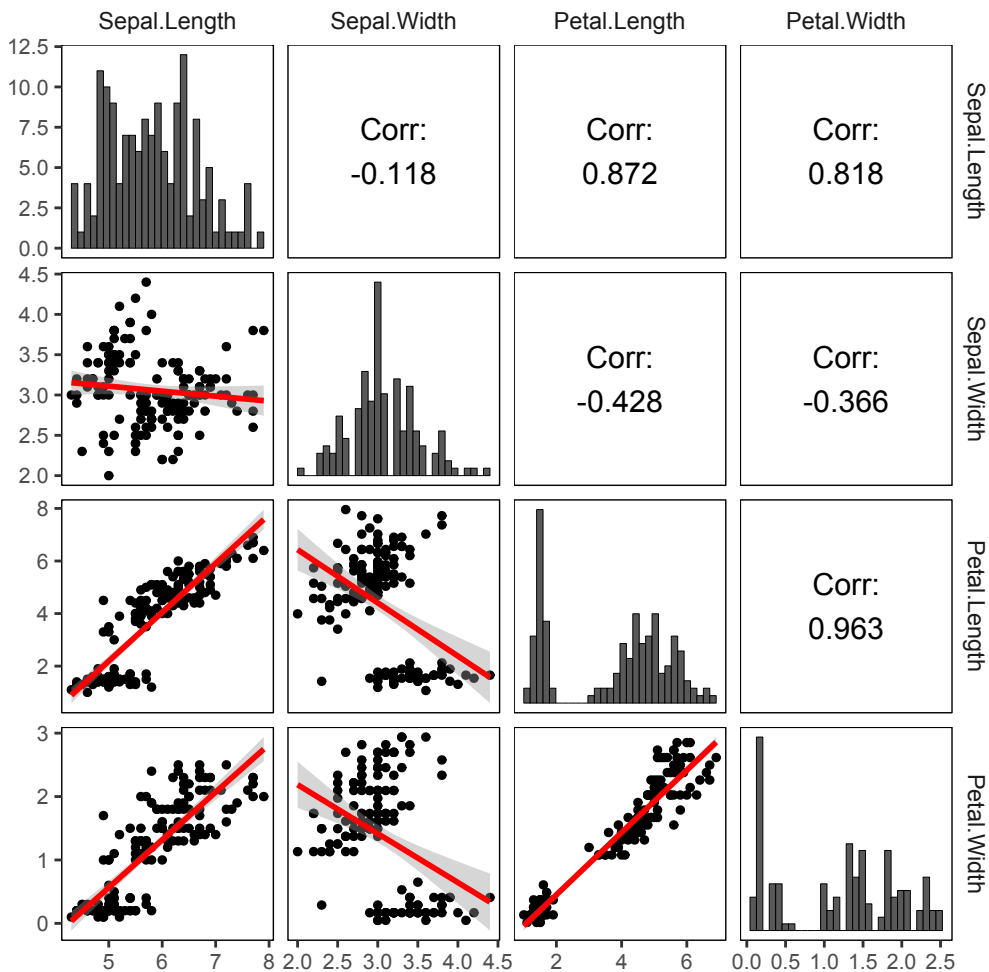 Sepal.Length Sepal.Width Petal.Length Petal.Width
12.5
10.0
7.5
5.0
2.5
0.0
Corr:
-0.118
Corr:
0.872
Corr:
0.818
Sepal.Length
4.5
4.0
3.5
3.0
2.5
2.0
Corr:
-0.428
Corr:
-0.366
Sepal.Width
8
6
4
2
Corr:
0.963
Petal.Length
3
2
1
0
Petal.Width
5 6 7 8 2.0 2.5 3.0 3.5 4.0 4.5 2 4 6 0.0 0.5 1.0 1.5 2.0 2.5